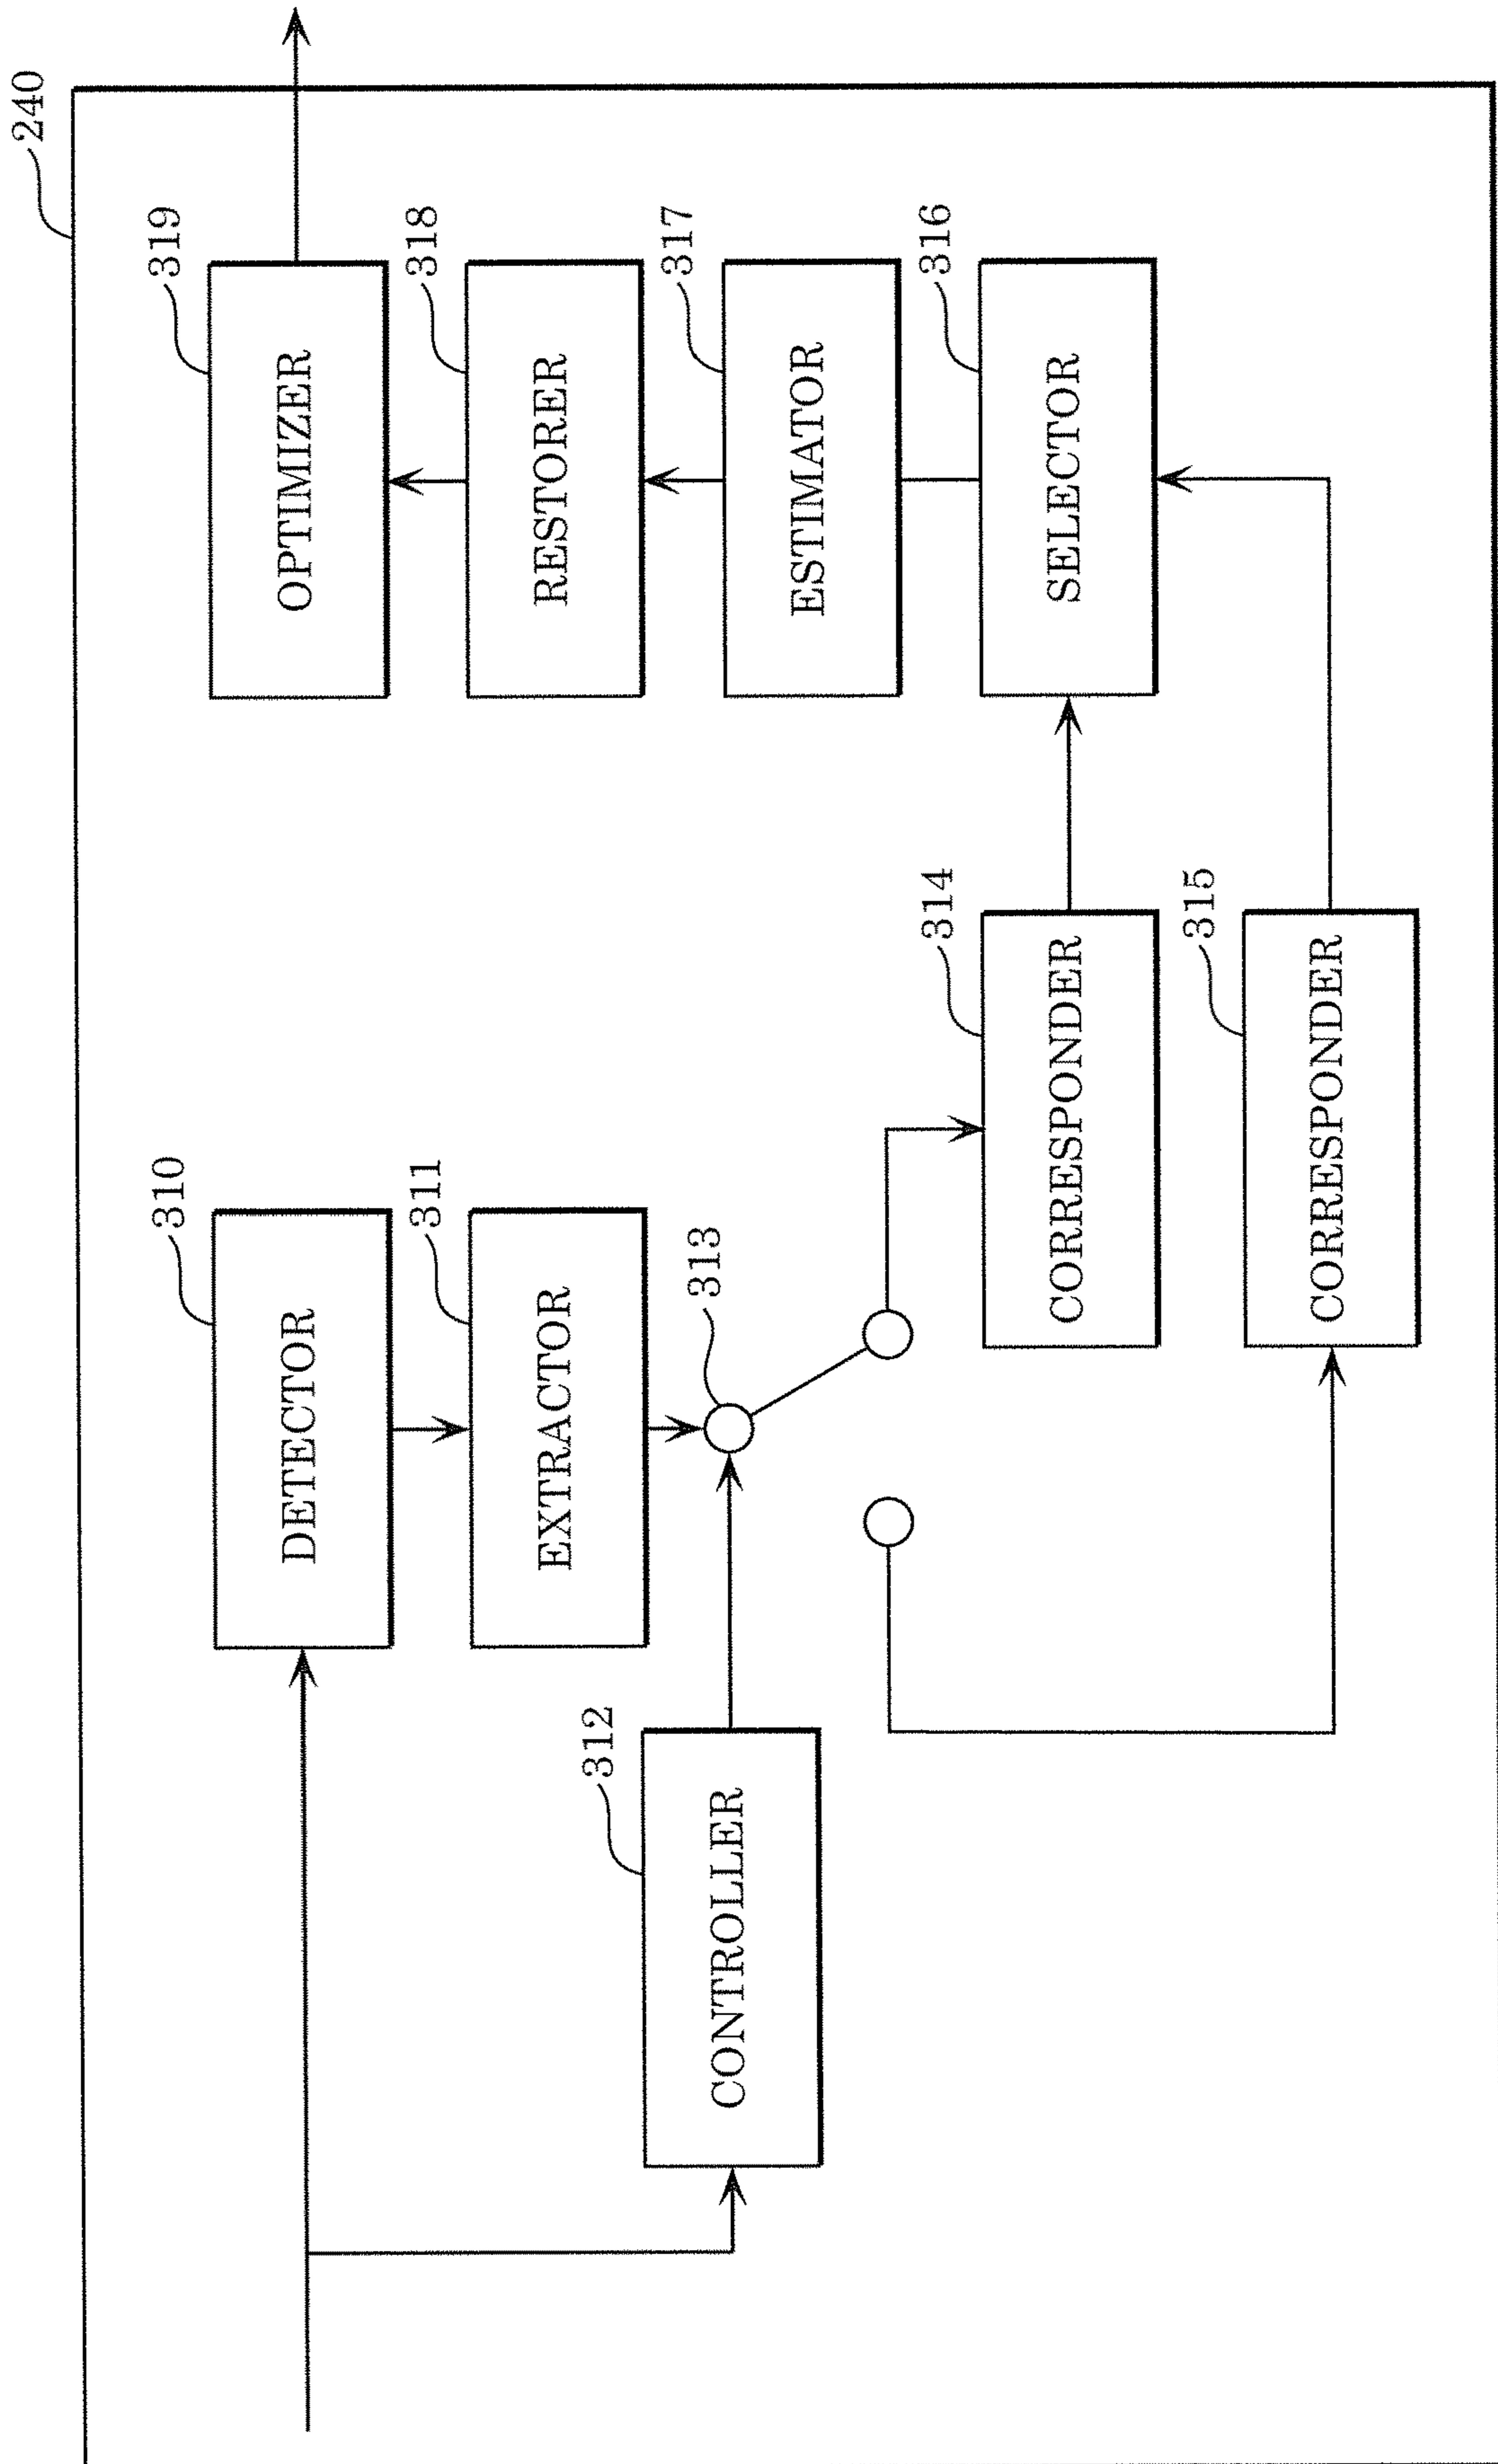 240
310
DETECTOR
311
EXTRACTOR
312
CONTROLLER
313
314
CORRESPONDER
315
CORRESPONDER
316
SELECTOR
317
ESTIMATOR
318
RESTORER
319
OPTIMIZER